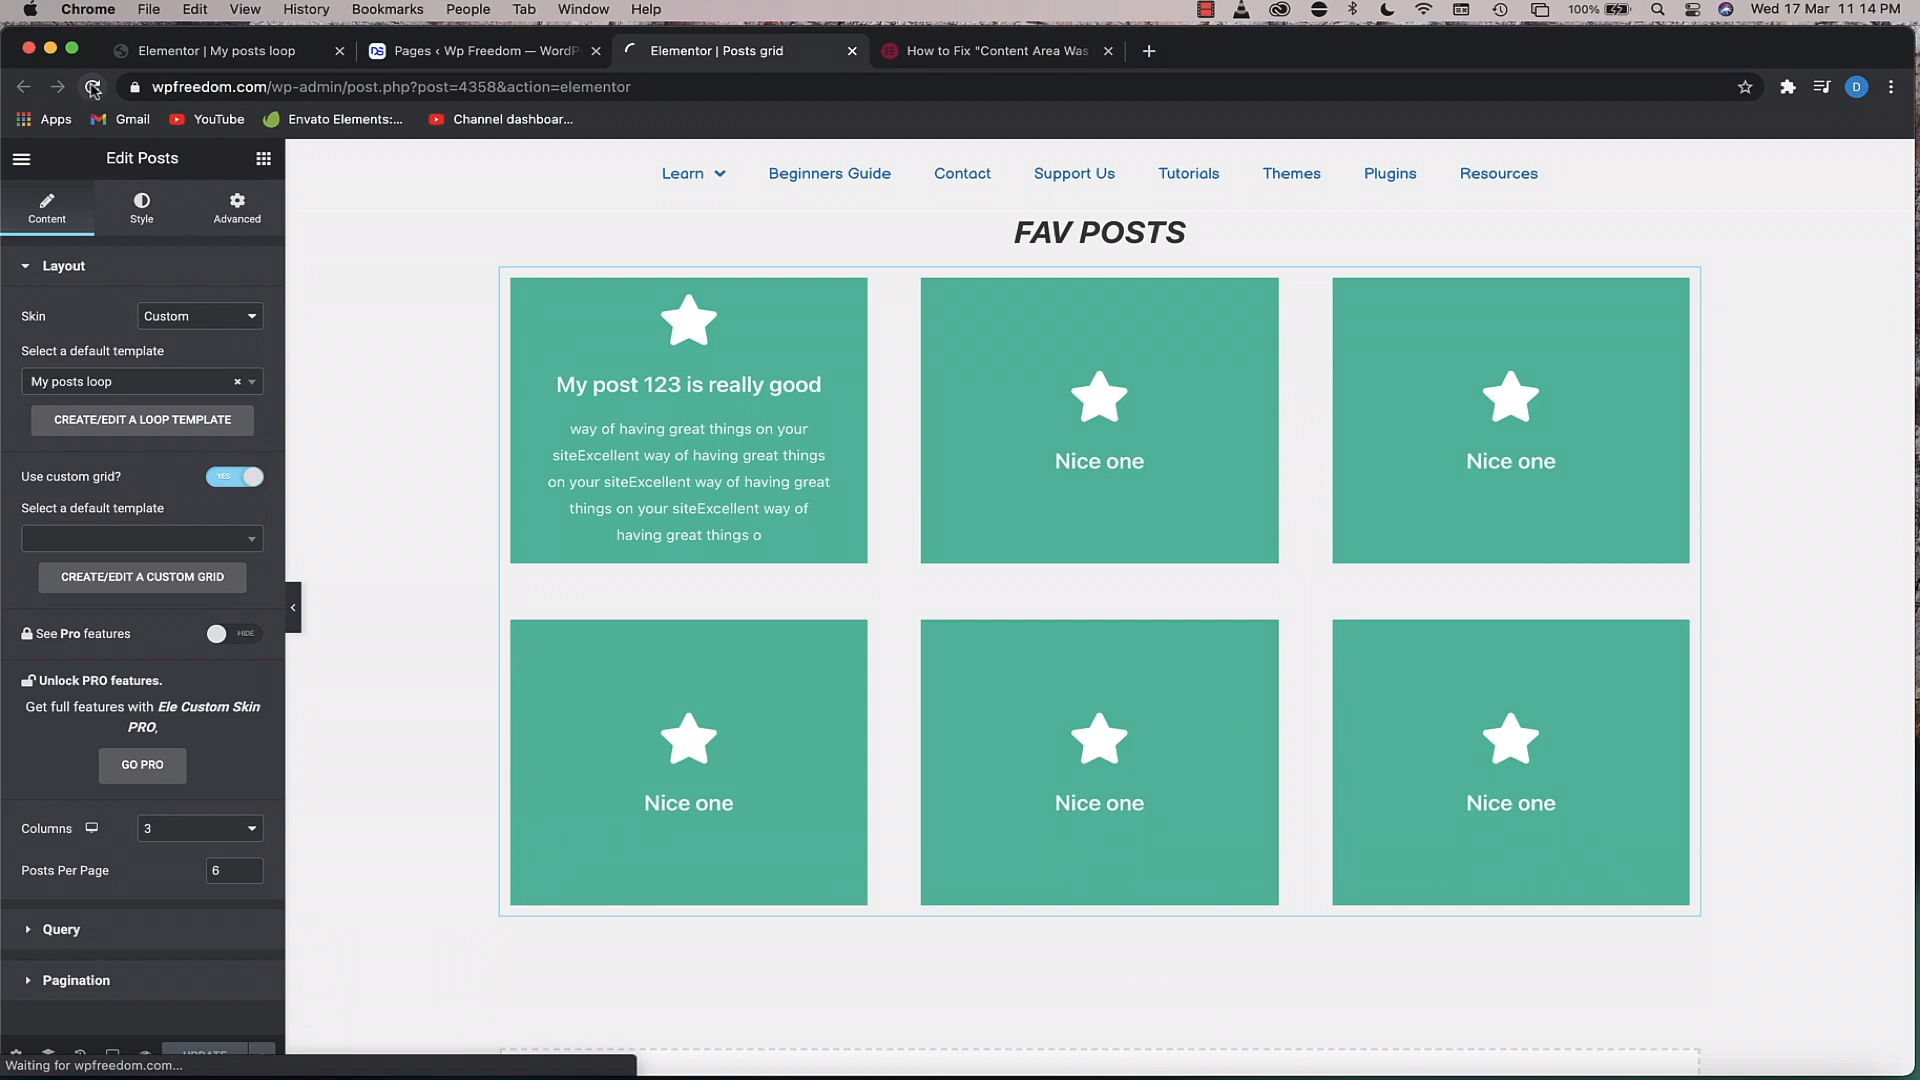 Chrome File Edit View History Bookmarks People Tab Window Help 100% Wed 17 Mar 11:14 PM
Elementor | My posts loop Pages ‹ Wp Freedom — WordP Elementor | Posts grid How to Fix "Content Area Was
wpfreedom.com/wp-admin/post.php?post=4358&action=elementor D
Apps Gmail YouTube Envato Elements:... Channel dashboar...
Edit Posts
Content Style Advanced
Layout
Skin Custom
Select a default template
My posts loop
CREATE/EDIT A LOOP TEMPLATE
Use custom grid? YES
Select a default template
CREATE/EDIT A CUSTOM GRID
See Pro features HIDE
Unlock PRO features.
Get full features with Ele Custom Skin
PRO,
GO PRO
Columns 3
Posts Per Page 6
Query
Pagination
UPDATE
Waiting for wpfreedom.com...
Learn Beginners Guide Contact Support Us Tutorials Themes Plugins Resources
FAV POSTS
My post 123 is really good
way of having great things on your
siteExcellent way of having great things
on your siteExcellent way of having great
things on your siteExcellent way of
having great things o
Nice one
Nice one
Nice one
Nice one
Nice one